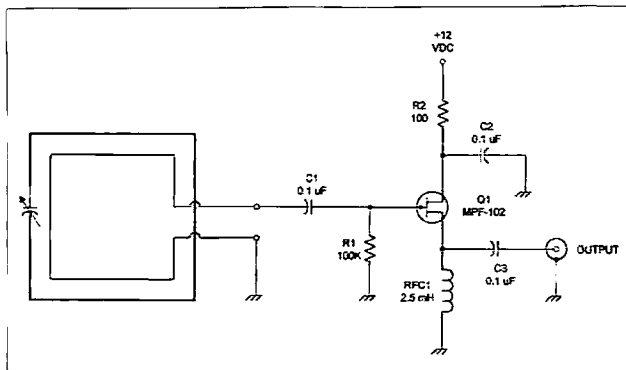 +12
VDC
R2
100
C2
0.1 uF
C1
0.1 uF
Q1
MPF-102
R1
100K
OUTPUT
C3
0.1 uF
RFC1
2.5 mH